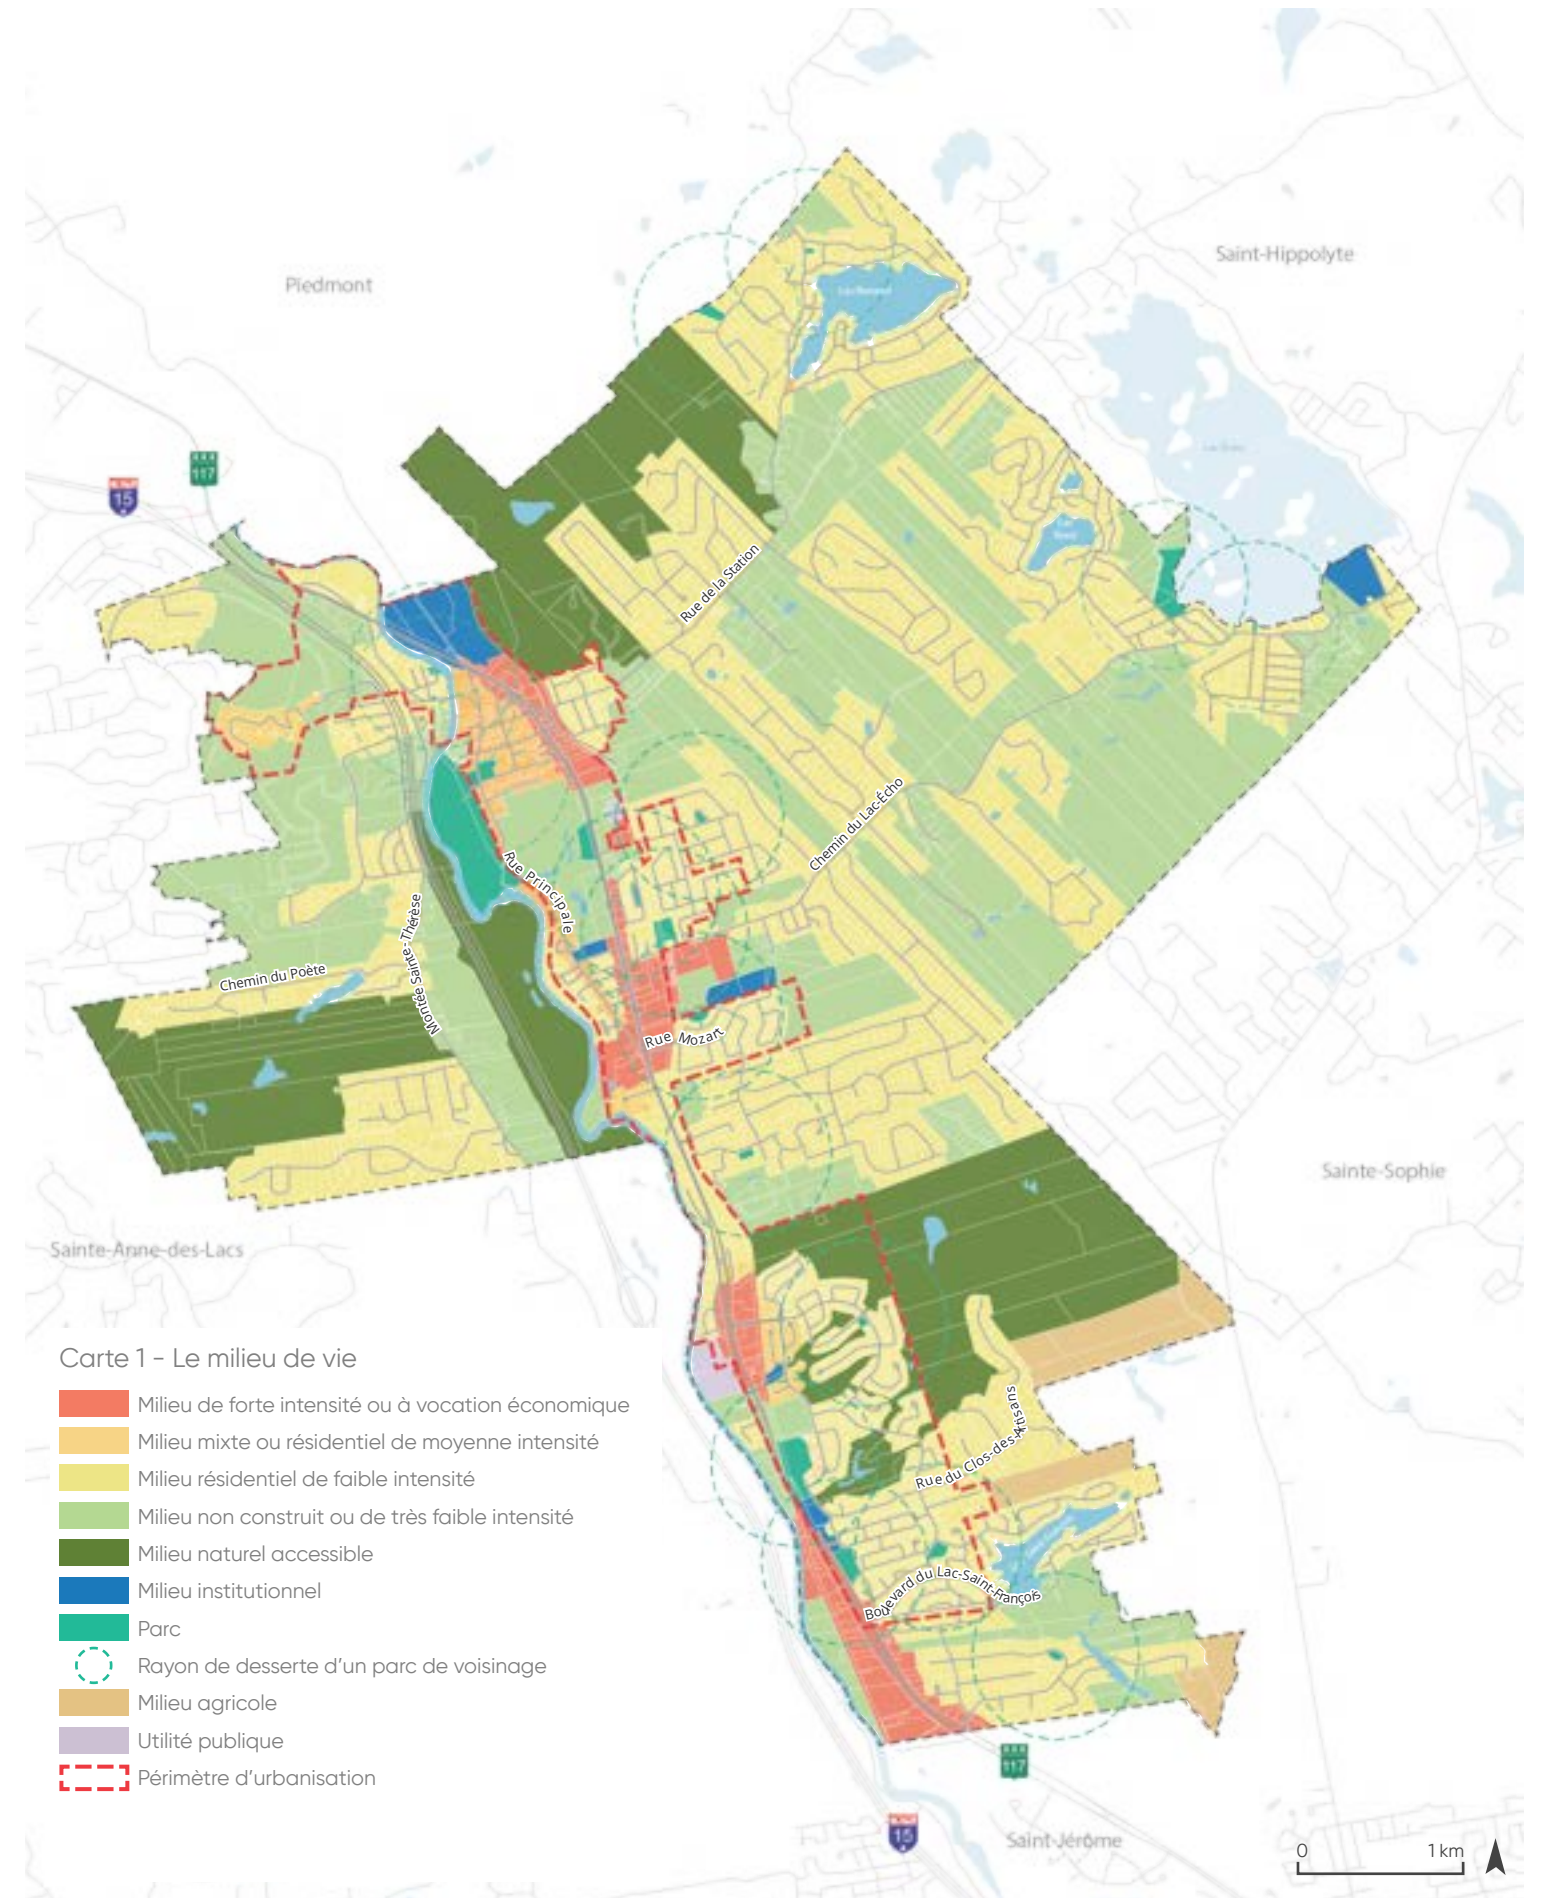 Piedmont
Saint-Hippolyte
117
15
Rue de la Station
Chemin du Lac-Écho
Rue Principale
Montée Sainte-Thérèse
Chemin du Poète
Rue Mozart
Sainte-Sophie
Sainte-Anne-des-Lacs
Rue du Clos-des-Artisans
Boulevard du Lac-Saint-François
Carte 1 - Le milieu de vie
Milieu de forte intensité ou à vocation économique
Milieu mixte ou résidentiel de moyenne intensité
Milieu résidentiel de faible intensité
Milieu non construit ou de très faible intensité
Milieu naturel accessible
Milieu institutionnel
Parc
Rayon de desserte d'un parc de voisinage
Milieu agricole
Utilité publique
Périmètre d'urbanisation
117
15
Saint-Jérôme
0 1 km